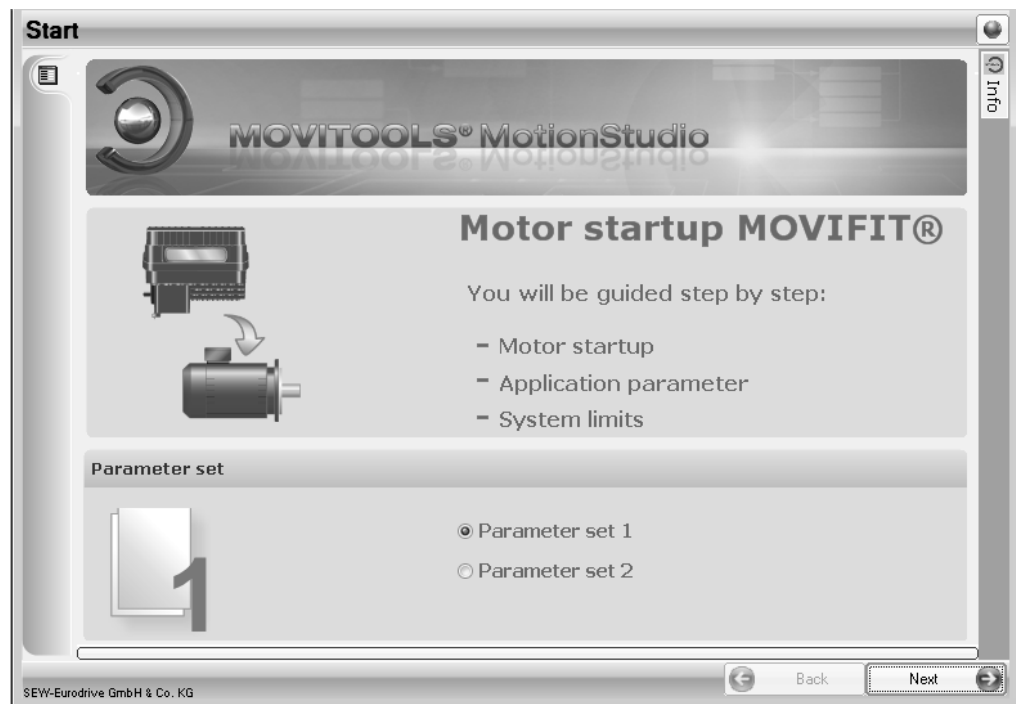 Start
Info
MOVITOOLS® MotionStudio
Motor startup MOVIFIT®
You will be guided step by step:
- Motor startup
- Application parameter
- System limits
Parameter set
1
Parameter set 1
Parameter set 2
Back
Next
SEW-Eurodrive GmbH & Co. KG